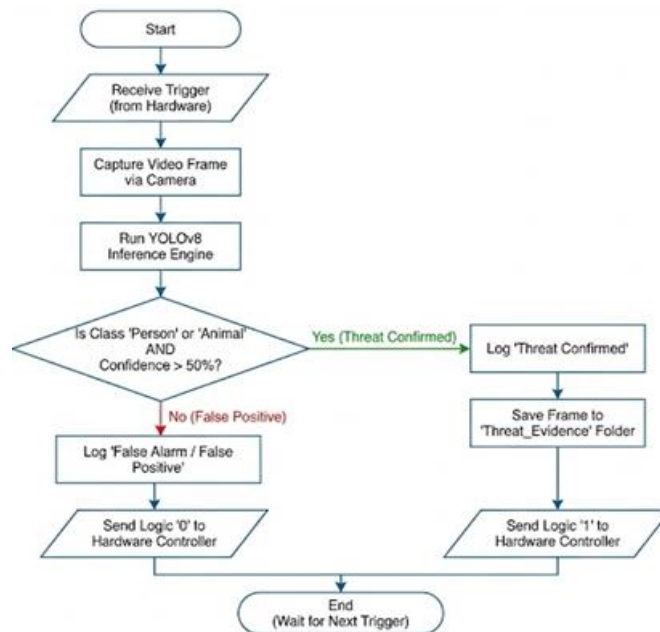 Start
Receive Trigger
(from Hardware)
Capture Video Frame
via Camera
Run YOLOv8
Inference Engine
Is Class 'Person' or 'Animal'
AND
Confidence > 50%?
Yes (Threat Confirmed)
Log 'Threat Confirmed'
Save Frame to
'Threat_Evidence' Folder
No (False Positive)
Log 'False Alarm / False
Positive'
Send Logic '0' to
Hardware Controller
Send Logic '1' to
Hardware Controller
End
(Wait for Next Trigger)